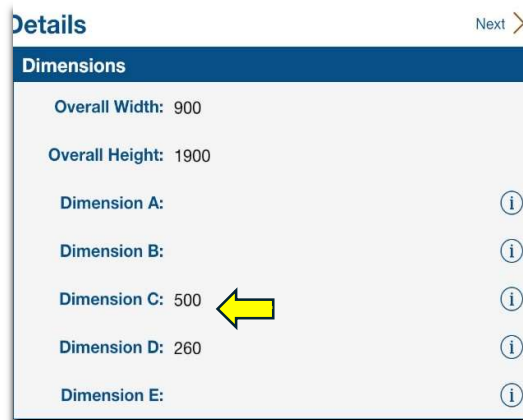 Details
Next
Dimensions
Overall Width: 900
Overall Height: 1900
Dimension A:
Dimension B:
Dimension C: 500
Dimension D: 260
Dimension E: